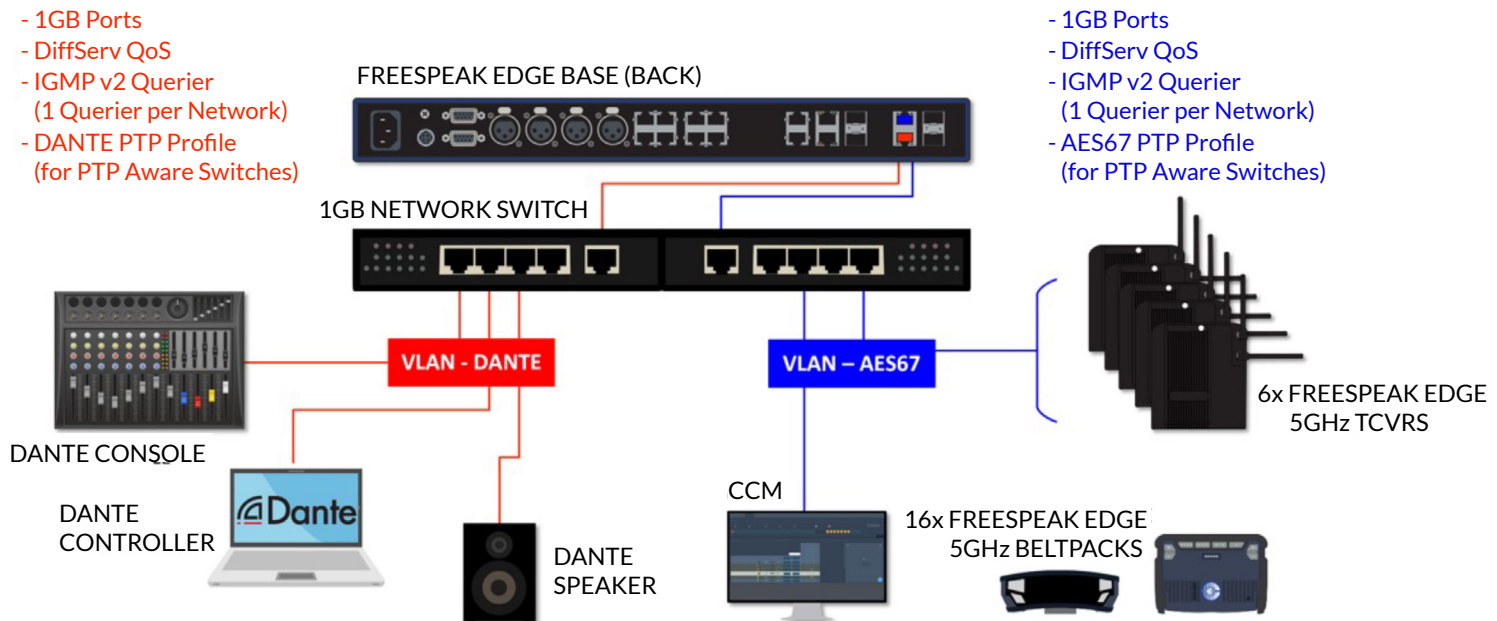 - 1GB Ports
- DiffServ QoS
- IGMP v2 Querier
(1 Querier per Network)
- DANTE PTP Profile
(for PTP Aware Switches)
- 1GB Ports
- DiffServ QoS
- IGMP v2 Querier
(1 Querier per Network)
- AES67 PTP Profile
(for PTP Aware Switches)
FREESPEAK EDGE BASE (BACK)
1GB NETWORK SWITCH
VLAN - DANTE
VLAN – AES67
6x FREESPEAK EDGE
5GHz TCVRS
DANTE CONSOLE
DANTE
CONTROLLER
Dante
DANTE
SPEAKER
CCM
16x FREESPEAK EDGE
5GHz BELTPACKS